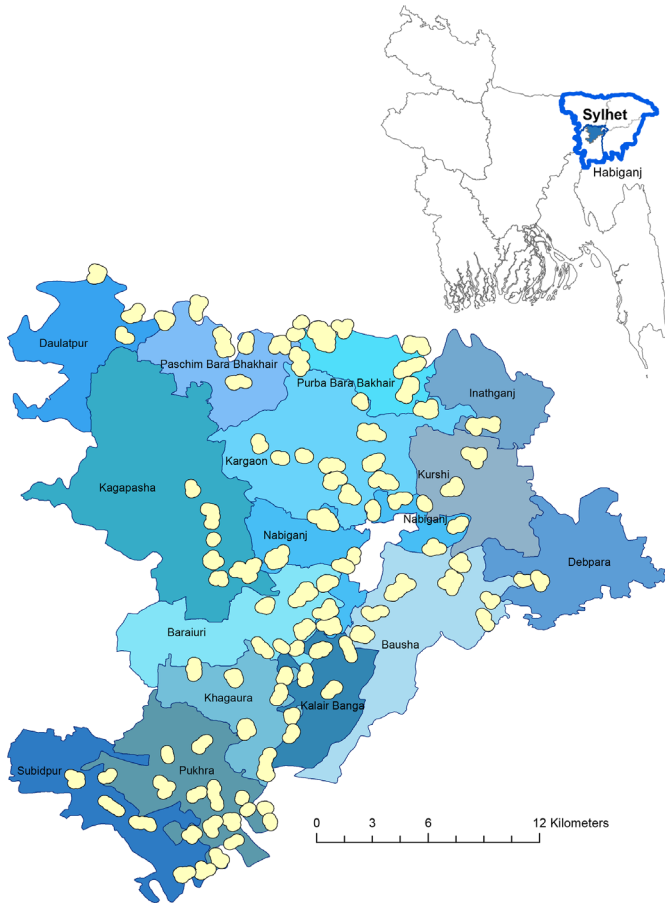 Sylhet
Habiganj
Daulatpur
Paschim Bara Bhakhair
Purba Bara Bakhair
Inathganj
Kargaon
Kurshi
Kagapasha
Nabiganj
Nabiganj
Debpara
Baraiuri
Bausha
Khagaura
Kalair Banga
Subidpur
Pukhra
0 3 6 12 Kilometers